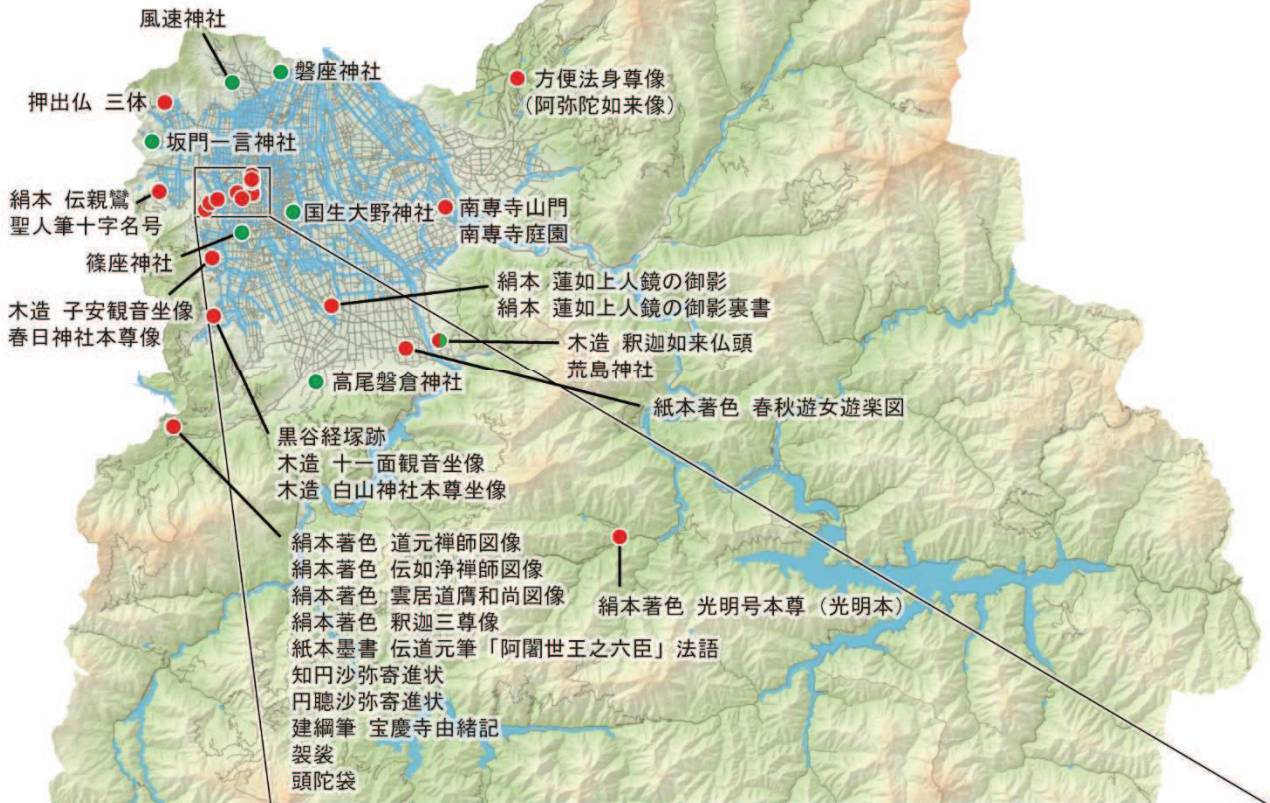 風速神社
磐座神社
方便法身尊像
（阿弥陀如来像）
押出仏 三体
坂門一言神社
絹本 伝親鸞
聖人筆十字名号
国生大野神社
南専寺山門
南専寺庭園
篠座神社
絹本 蓮如上人鏡の御影
絹本 蓮如上人鏡の御影裏書
木造 子安観音坐像
春日神社本尊像
木造 釈迦如来仏頭
荒島神社
高尾磐倉神社
紙本著色 春秋遊女遊楽図
黒谷経塚跡
木造 十一面観音坐像
木造 白山神社本尊坐像
絹本著色 道元禅師図像
絹本著色 伝如浄禅師図像
絹本著色 雲居道膺和尚図像
絹本著色 釈迦三尊像
紙本墨書 伝道元筆「阿闍世王之六臣」法語
知円沙弥寄進状
円聰沙弥寄進状
建綱筆 宝慶寺由緒記
袈裟
頭陀袋
絹本著色 光明号本尊（光明本）